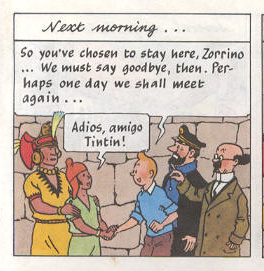 Next morning...
So you've chosen to stay here, Zorrino
... We must say goodbye, then. Per-
haps one day we shall meet
again ...
Adios, amigo
Tintin!